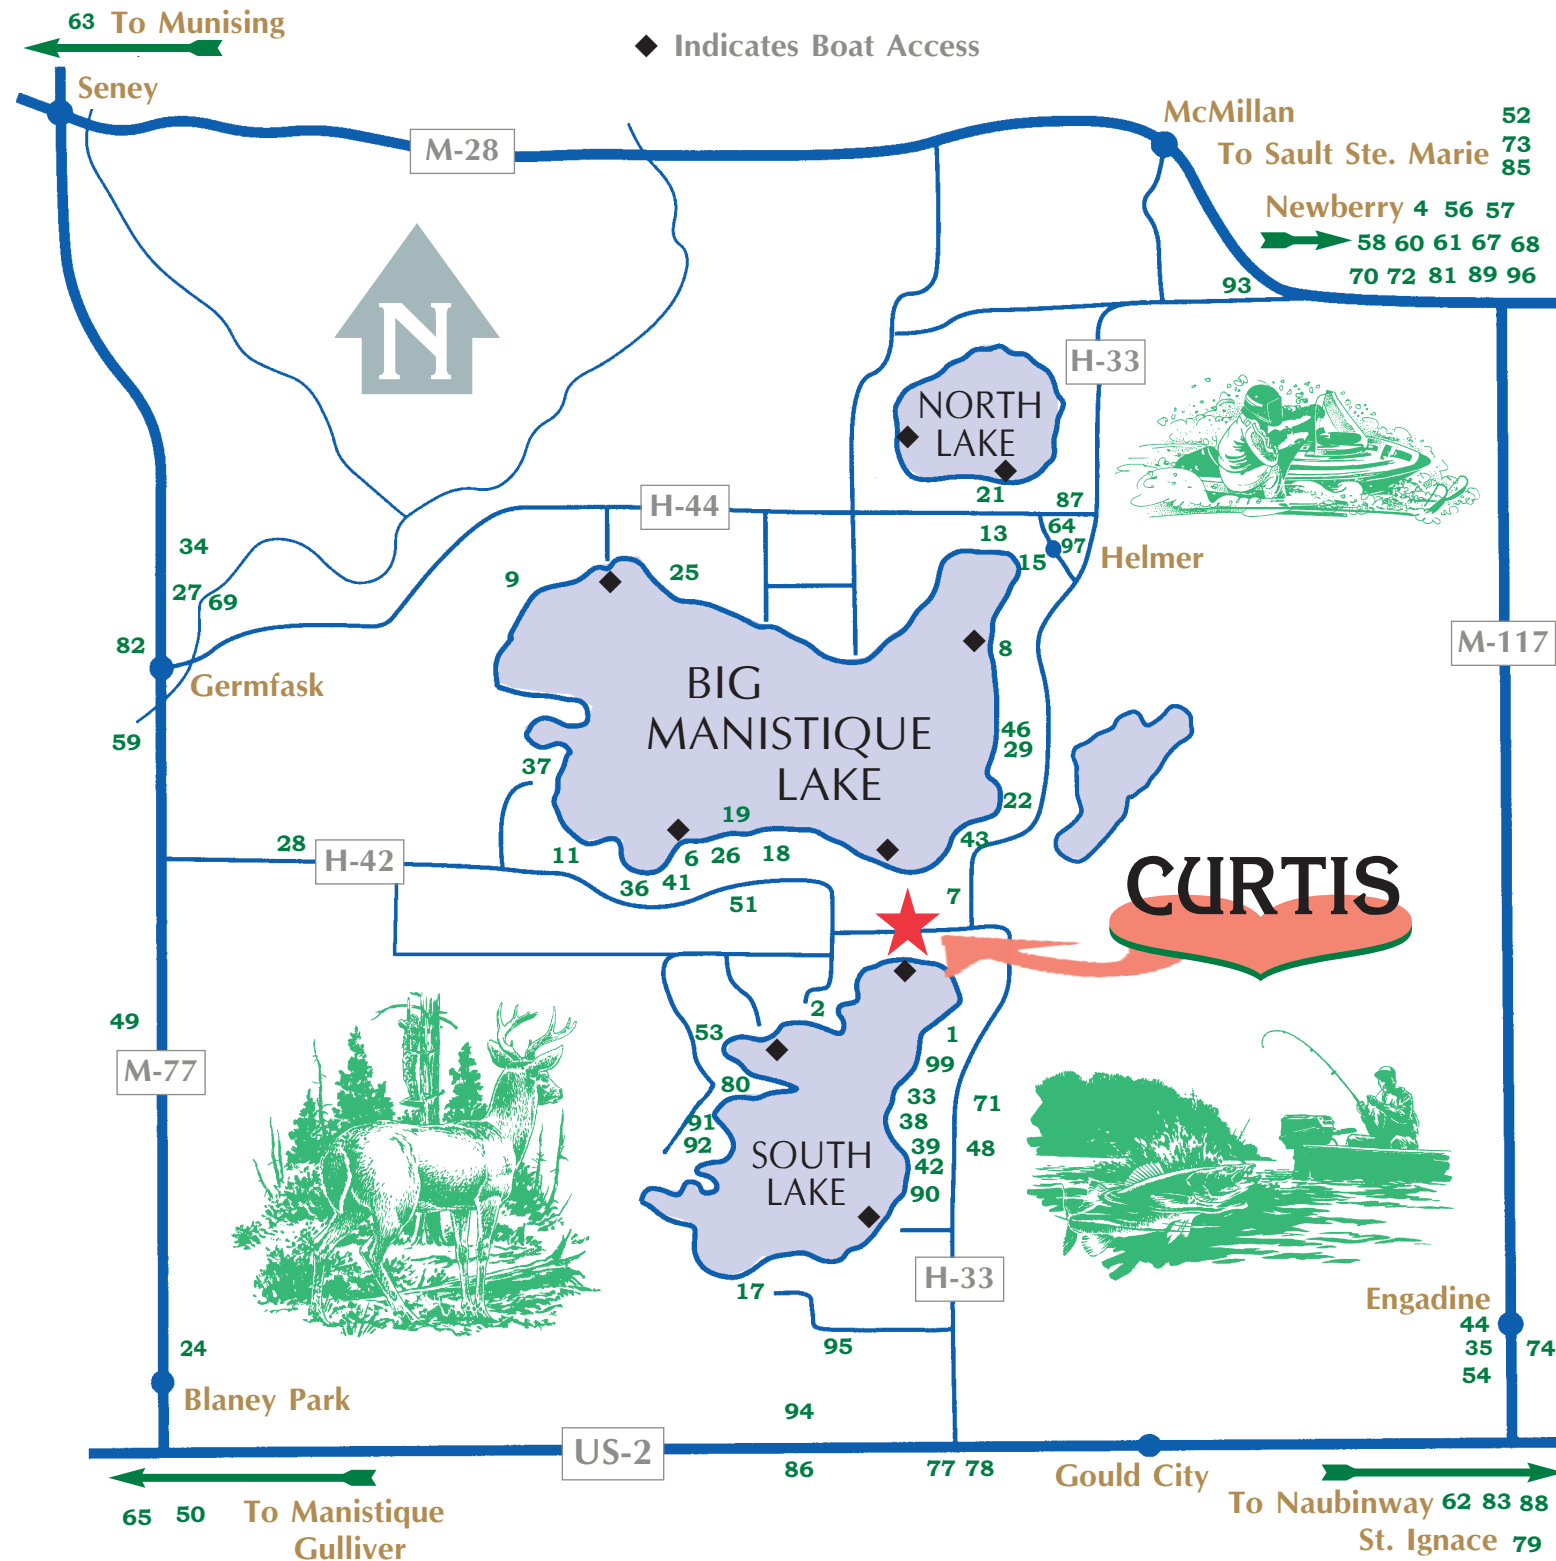 63 To Munising
Indicates Boat Access
Seney
McMillan
52
M-28
To Sault Ste. Marie
73
85
Newberry 4 56 57
58 60 61 67 68
70 72 81 89 96
93
N
H-33
NORTH
LAKE
21
87
H-44
13
64
97
15
Helmer
34
9
25
27
69
82
8
M-117
Germfask
BIG
MANISTIQUE
LAKE
59
46
29
37
22
19
28
H-42
11
6
26
18
43
36
41
51
7
CURTIS
49
2
53
1
99
M-77
80
33
71
91
38
92
39
48
42
SOUTH
LAKE
90
17
H-33
95
Engadine
44
35
74
54
24
Blaney Park
94
US-2
86
77 78
Gould City
65
50
To Manistique
Gulliver
To Naubinway 62 83 88
St. Ignace 79